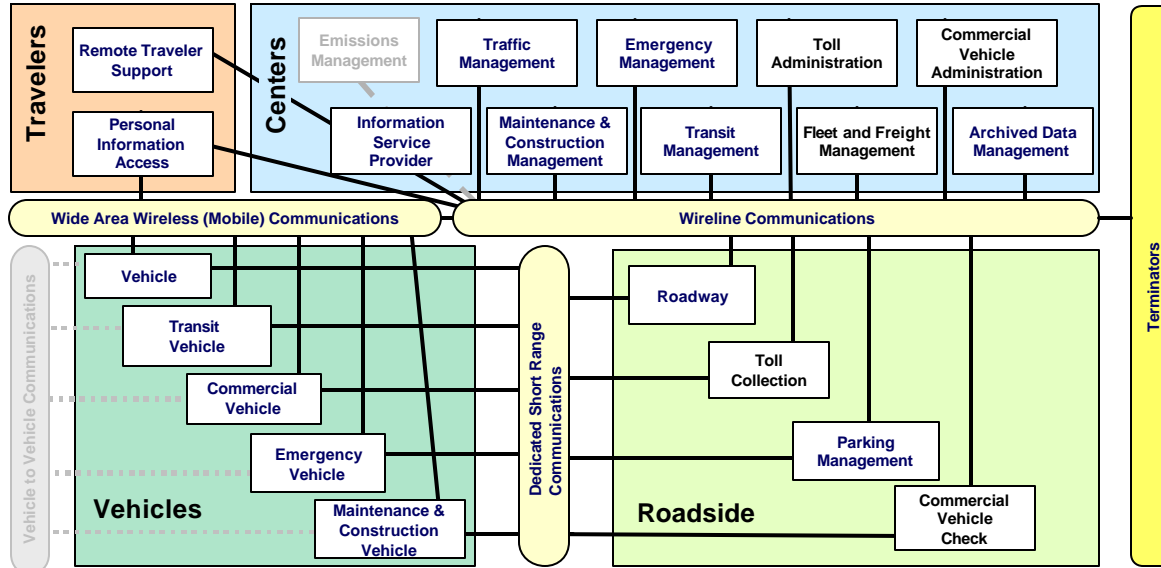 Travelers
Remote Traveler
Support
Personal
Information
Access
Centers
Emissions
Management
Traffic
Management
Emergency
Management
Toll
Administration
Commercial
Vehicle
Administration
Information
Service
Provider
Maintenance &
Construction
Management
Transit
Management
Fleet and Freight
Management
Archived Data
Management
Terminators
Wide Area Wireless (Mobile) Communications
Wireline Communications
Vehicle to Vehicle Communications
Vehicle
Transit
Vehicle
Commercial
Vehicle
Emergency
Vehicle
Maintenance &
Construction
Vehicle
Vehicles
Dedicated Short Range
Communications
Roadway
Toll
Collection
Parking
Management
Commercial
Vehicle
Check
Roadside